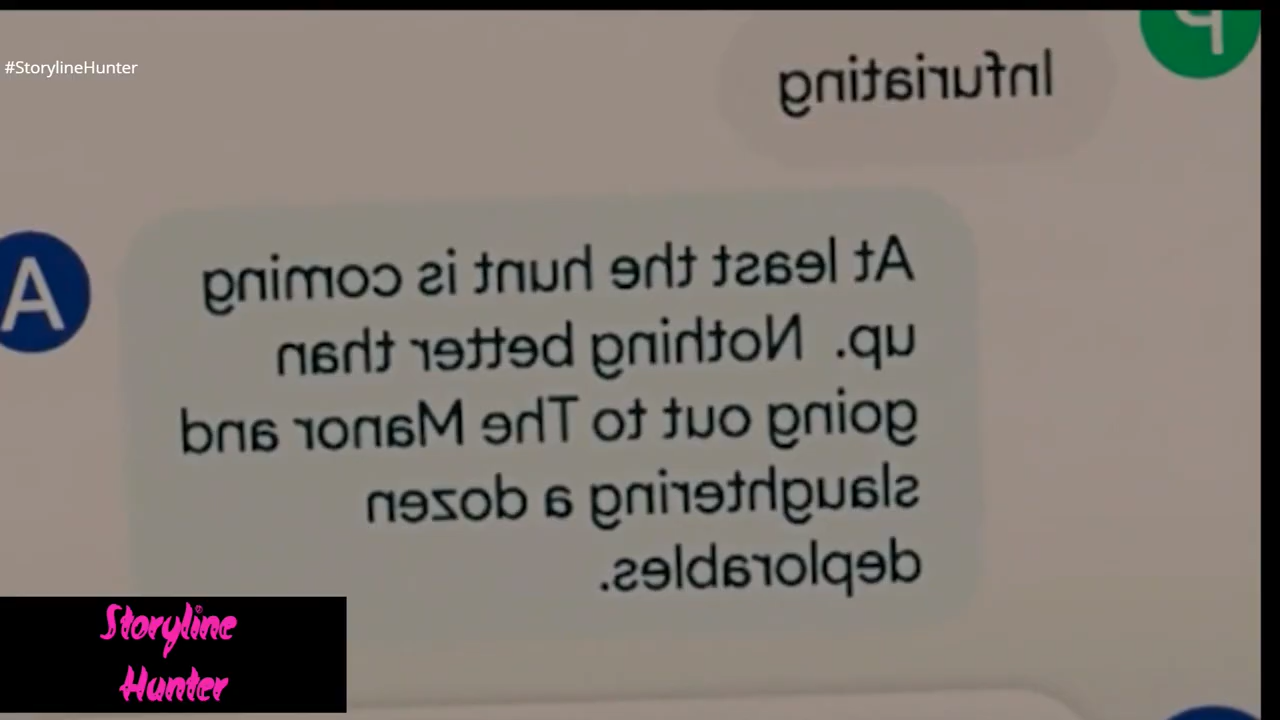 #StorylineHunter
P
Infuriating
A
At least the hunt is coming
up. Nothing better than
going out to The Manor and
slaughtering a dozen
deplorables.
Storyline
Hunter